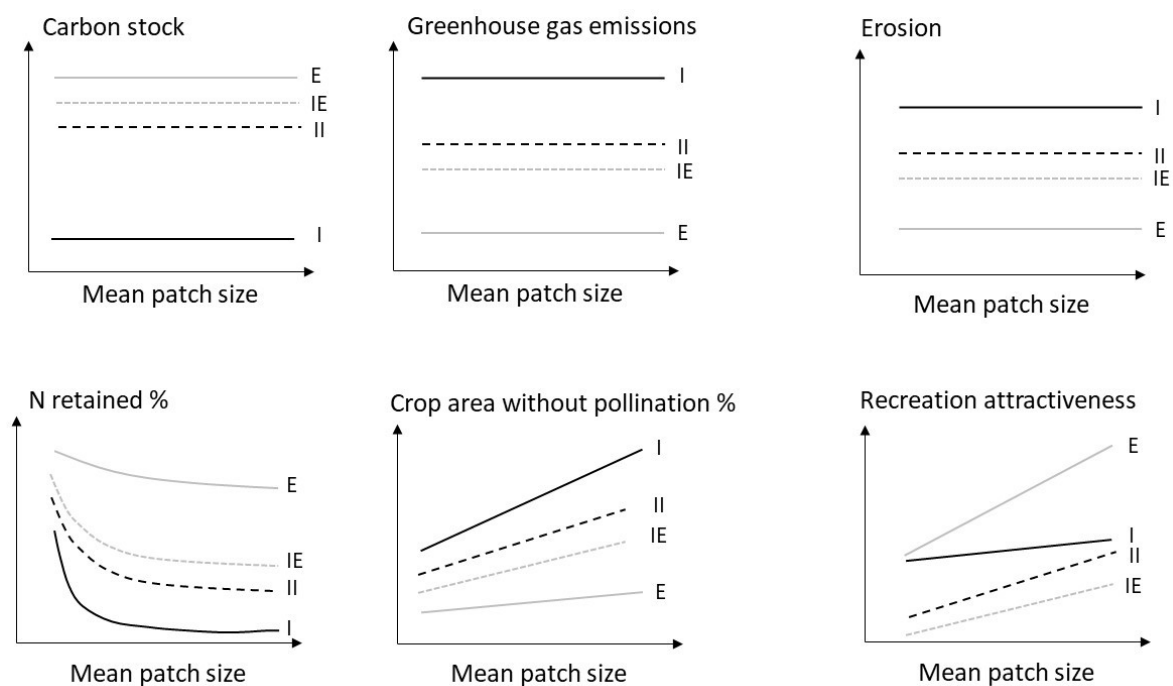 Carbon stock
E
IE
II
I
Mean patch size
Greenhouse gas emissions
I
II
IE
E
Mean patch size
Erosion
I
II
IE
E
Mean patch size
N retained %
E
IE
II
I
Mean patch size
Crop area without pollination %
I
II
IE
E
Mean patch size
Recreation attractiveness
E
I
II
IE
Mean patch size